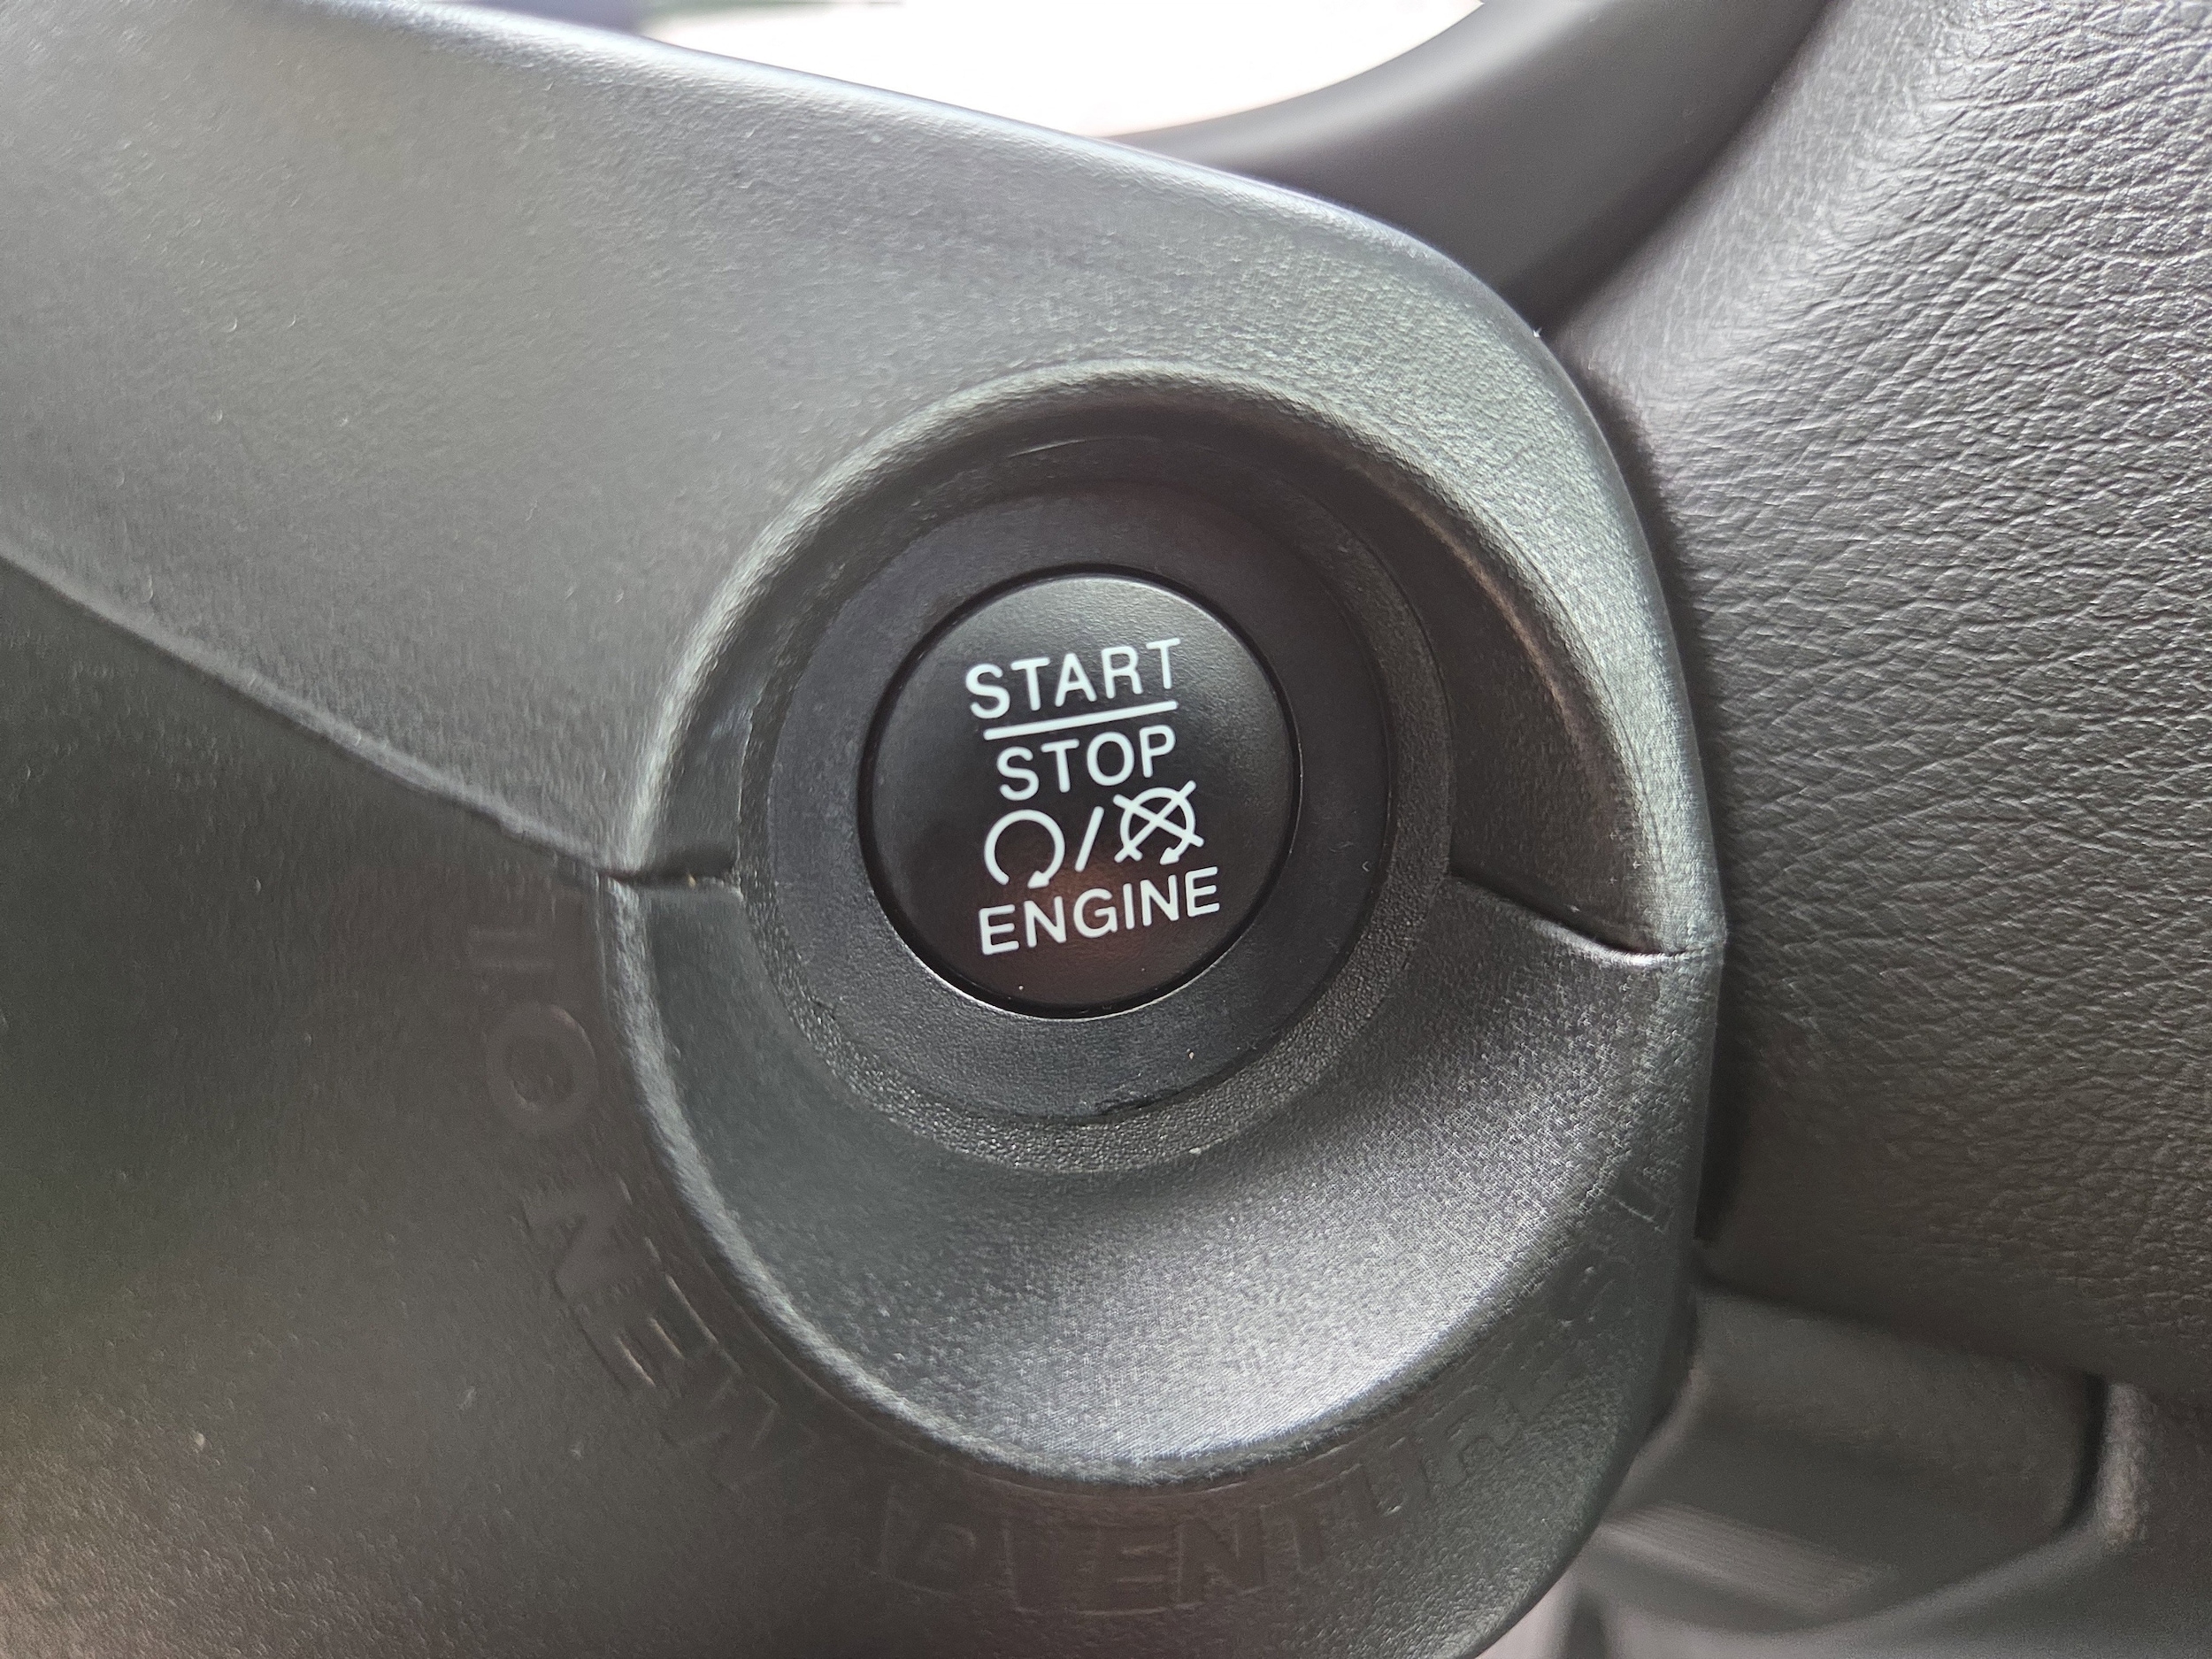 START
STOP
/
ENGINE